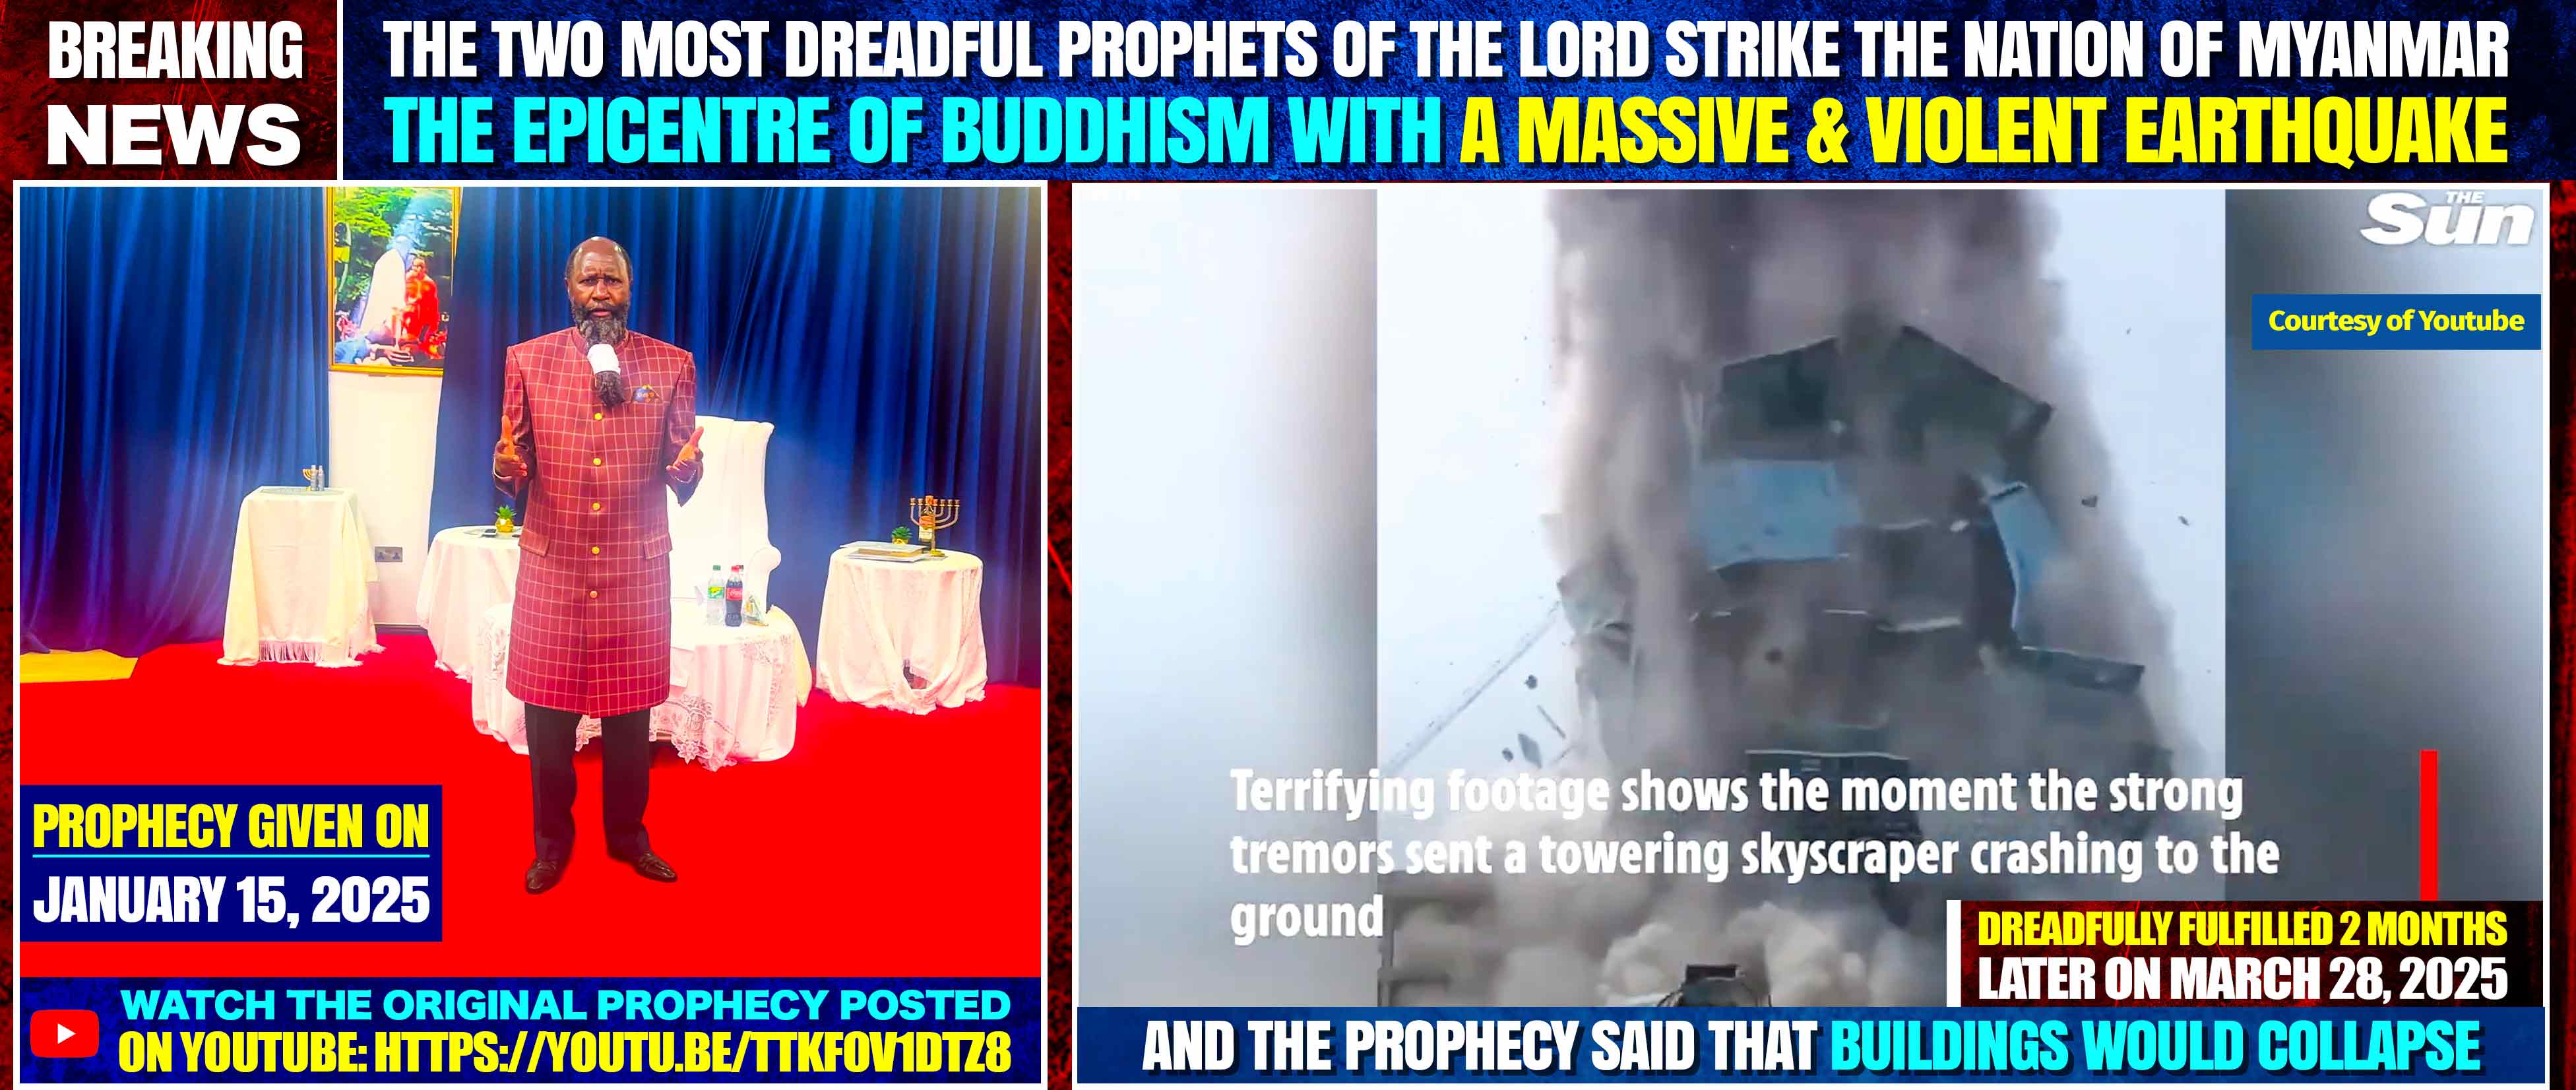 BREAKING
NEWS
THE TWO MOST DREADFUL PROPHETS OF THE LORD STRIKE THE NATION OF MYANMAR
THE EPICENTRE OF BUDDHISM WITH A MASSIVE & VIOLENT EARTHQUAKE
THE
Sun
Courtesy of Youtube
PROPHECY GIVEN ON
JANUARY 15, 2025
WATCH THE ORIGINAL PROPHECY POSTED
ON YOUTUBE: HTTPS://YOUTU.BE/TTKFOV1DTZ8
Terrifying footage shows the moment the strong
tremors sent a towering skyscraper crashing to the
ground
DREADFULLY FULFILLED 2 MONTHS
LATER ON MARCH 28, 2025
AND THE PROPHECY SAID THAT BUILDINGS WOULD COLLAPSE